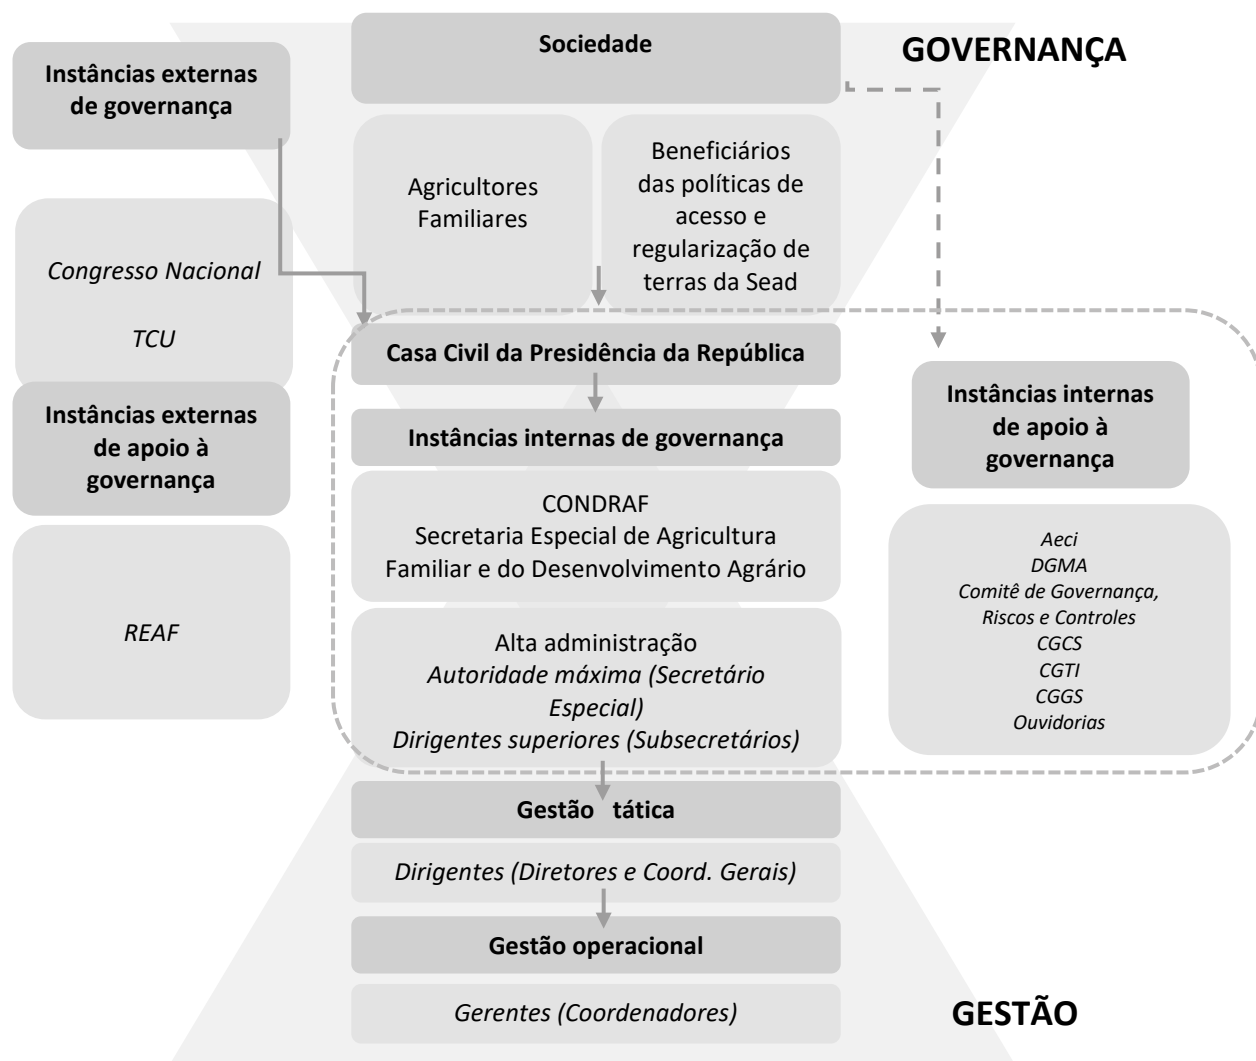 Sociedade
GOVERNANÇA
Instâncias externas
de governança
Agricultores
Familiares
Beneficiários
das políticas de
acesso e
regularização de
terras da Sead
Congresso Nacional
TCU
Casa Civil da Presidência da República
Instâncias externas
de apoio à
governança
Instâncias internas de governança
Instâncias internas
de apoio à
governança
CONDRAF
Secretaria Especial de Agricultura
Familiar e do Desenvolvimento Agrário
REAF
Aeci
DGMA
Comitê de Governança,
Riscos e Controles
CGCS
CGTI
CGGS
Ouvidorias
Alta administração
Autoridade máxima (Secretário
Especial)
Dirigentes superiores (Subsecretários)
Gestão tática
Dirigentes (Diretores e Coord. Gerais)
Gestão operacional
Gerentes (Coordenadores)
GESTÃO